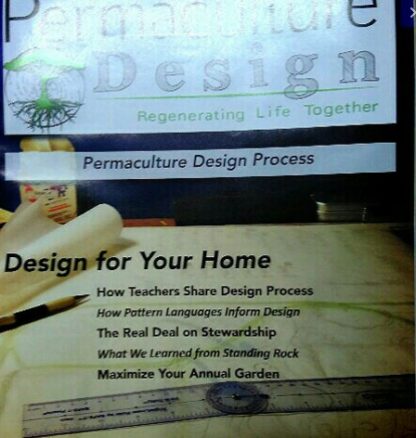 Permaculture
Design
Regenerating Life Together
Permaculture Design Process
Design for Your Home
How Teachers Share Design Process
How Pattern Languages Inform Design
The Real Deal on Stewardship
What We Learned from Standing Rock
Maximize Your Annual Garden